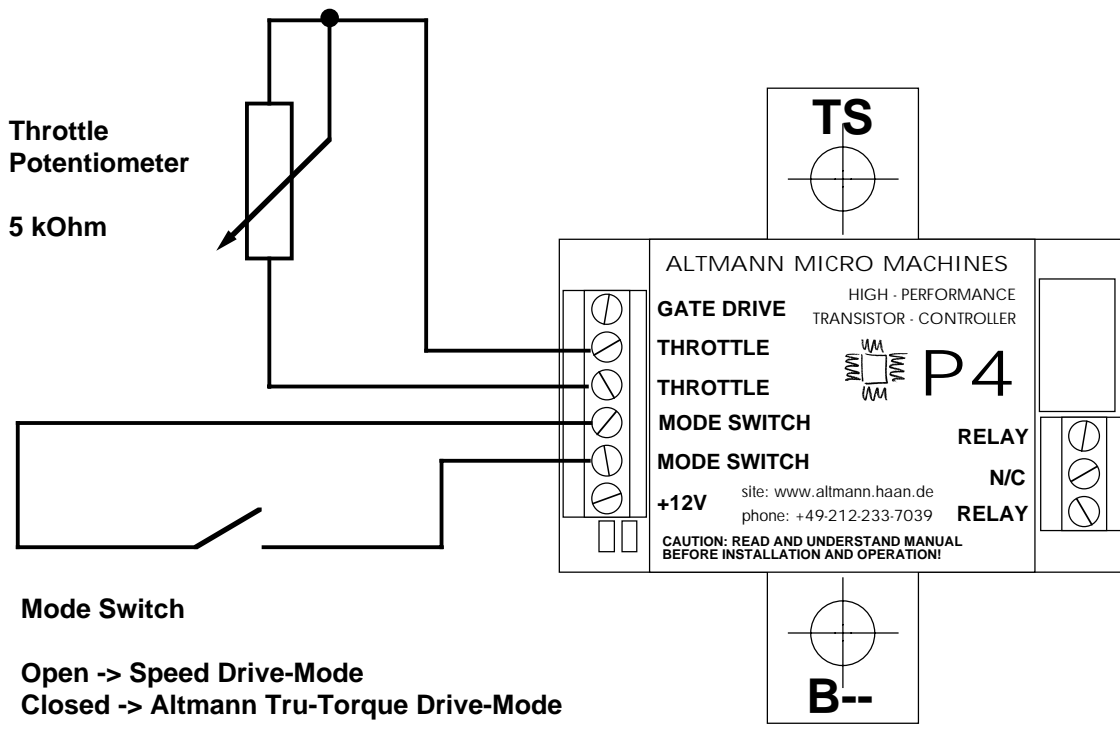 Throttle
Potentiometer
5 kOhm
TS
ALTMANN MICRO MACHINES
HIGH - PERFORMANCE
TRANSISTOR - CONTROLLER
P4
GATE DRIVE
THROTTLE
THROTTLE
MODE SWITCH
MODE SWITCH
+12V
RELAY
N/C
RELAY
site: www.altmann.haan.de
phone: +49-212-233-7039
CAUTION: READ AND UNDERSTAND MANUAL
BEFORE INSTALLATION AND OPERATION!
B--
Mode Switch
Open -> Speed Drive-Mode
Closed -> Altmann Tru-Torque Drive-Mode